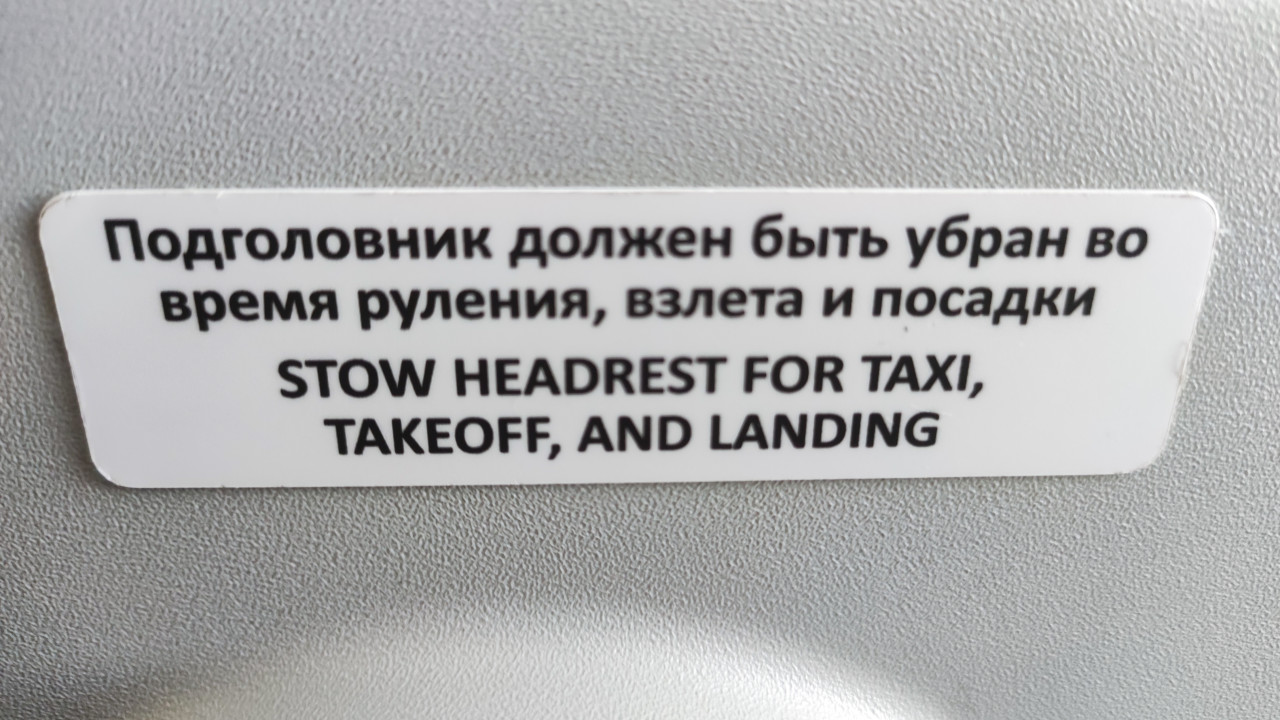 Подголовник должен быть убран во
время руления, взлета и посадки
STOW HEADREST FOR TAXI,
TAKEOFF, AND LANDING